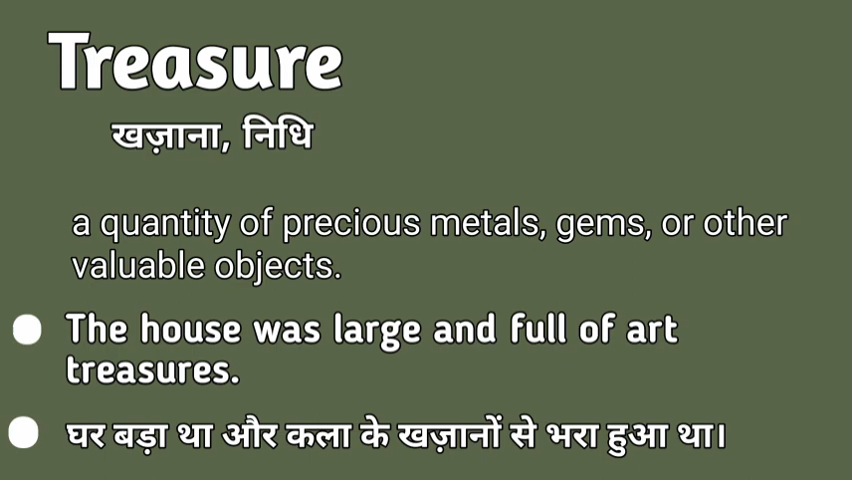 Treasure
खज़ाना, निधि
a quantity of precious metals, gems, or other
valuable objects.
The house was large and full of art
treasures.
घर बड़ा था और कला के खज़ानों से भरा हुआ था।